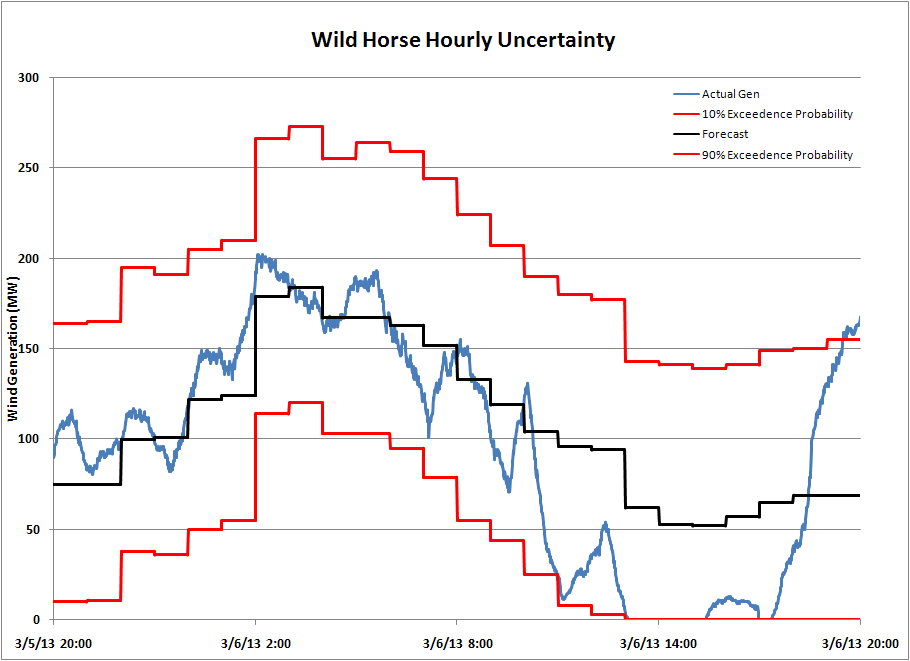 Wild Horse Hourly Uncertainty
300
250
200
150
100
50
0
Wind Generation (MW)
Actual Gen
10% Exceedence Probability
Forecast
90% Exceedence Probability
3/5/13 20:00
3/6/13 2:00
3/6/13 8:00
3/6/13 14:00
3/6/13 20:00